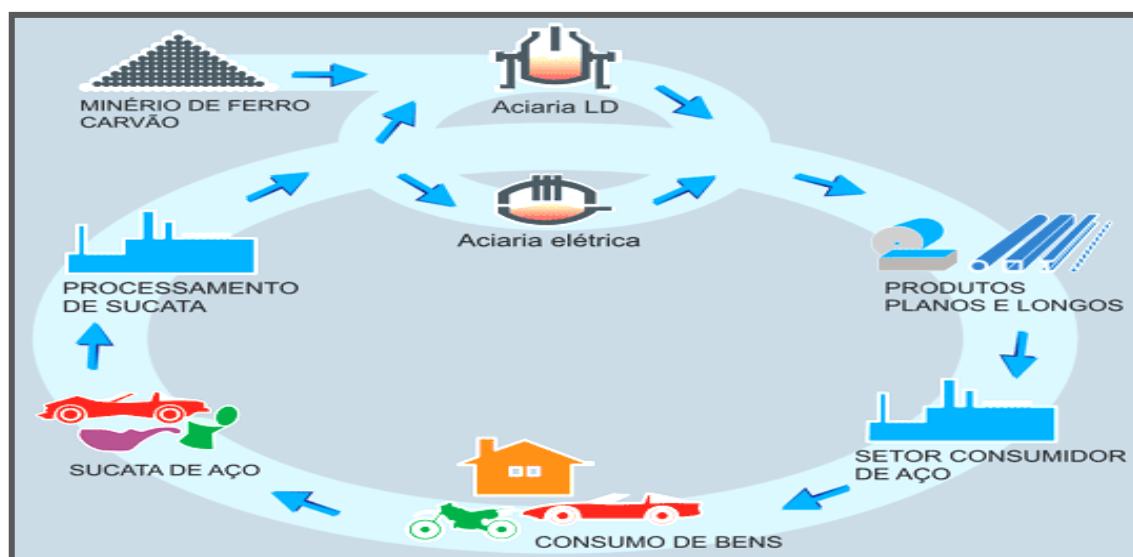 MINÉRIO DE FERRO
CARVÃO
Aciaria LD
Aciaria elétrica
PROCESSAMENTO
DE SUCATA
PRODUTOS
PLANOS E LONGOS
SUCATA DE AÇO
SETOR CONSUMIDOR
DE AÇO
CONSUMO DE BENS